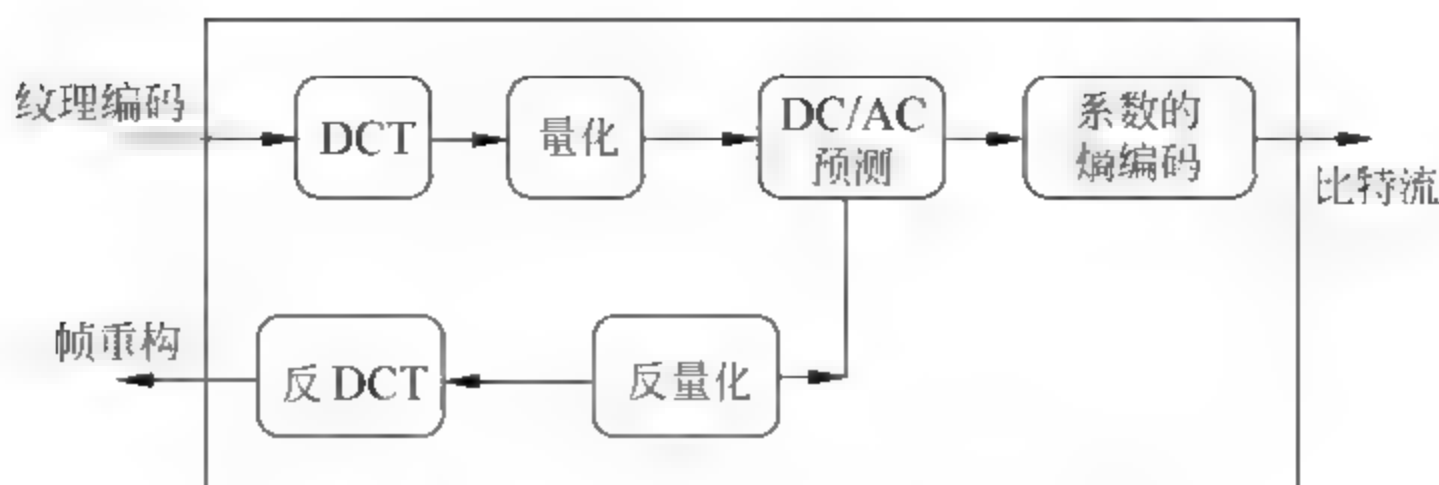 纹理编码
DCT
量化
DC/AC
预测
系数的
熵编码
比特流
帧重构
反DCT
反量化